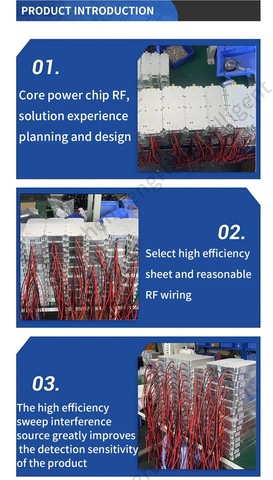 PRODUCT INTRODUCTION
01.
Core power chip RF,
solution experience
planning and design
02.
Select high efficiency
sheet and reasonable
RF wiring
03.
The high efficiency
sweep interference
source greatly improves
the detection sensitivity
of the product